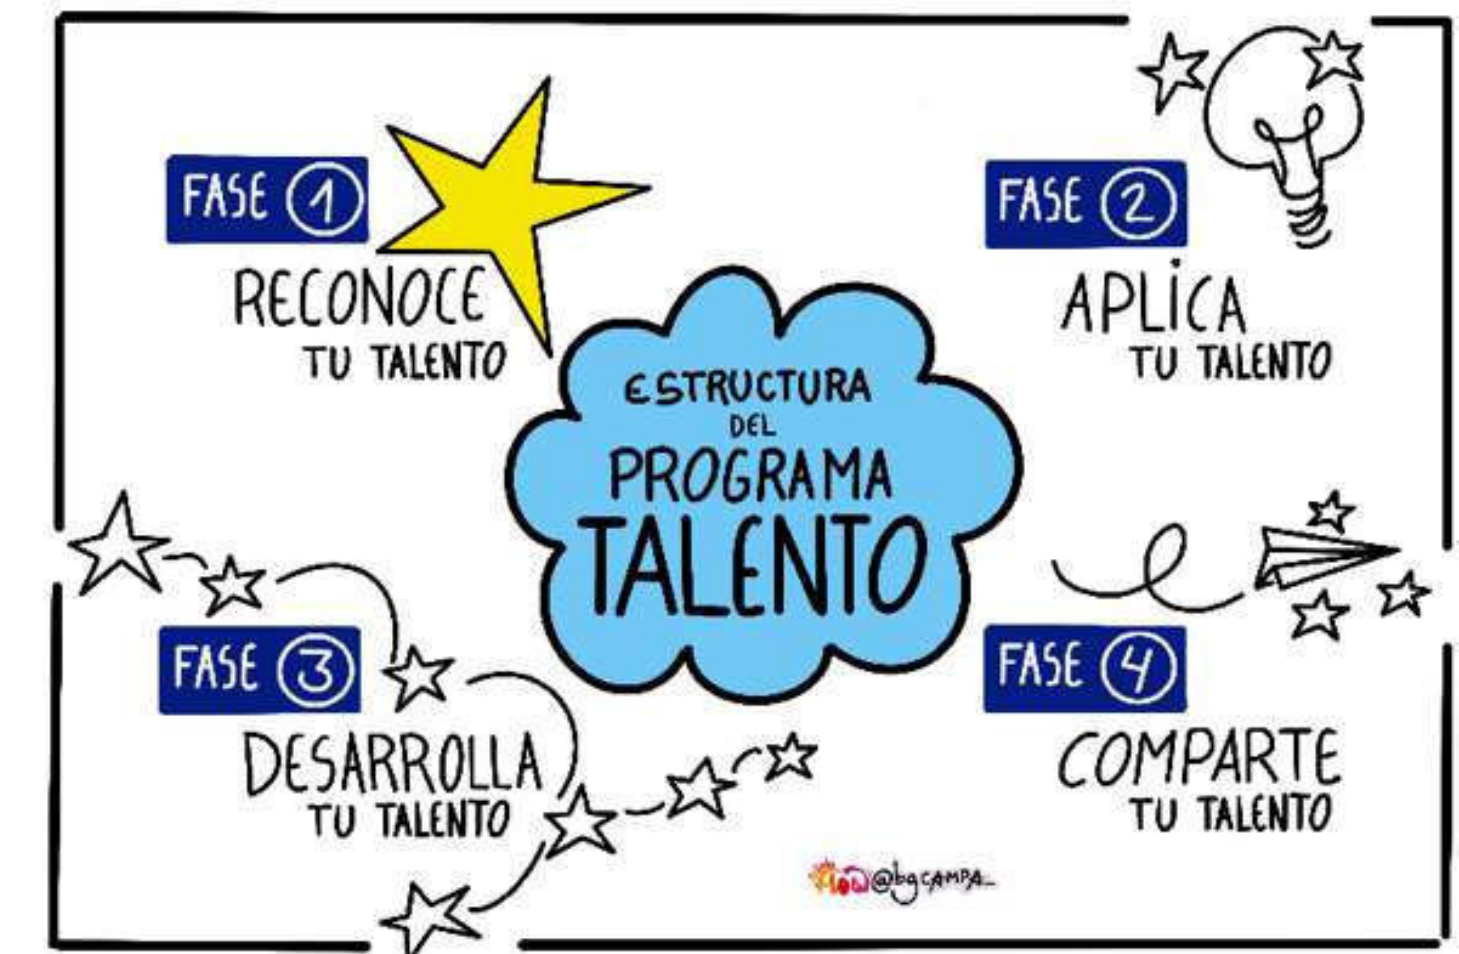 FASE 1
RECONOCE
TU TALENTO
FASE 2
APLICA
TU TALENTO
ESTRUCTURA
DEL
PROGRAMA
TALENTO
FASE 3
DESARROLLA
TU TALENTO
FASE 4
COMPARTE
TU TALENTO
@bgCAMPA_